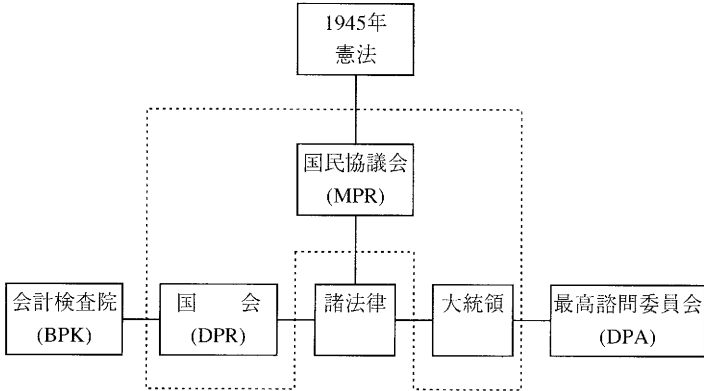 1945年
憲法
国民協議会
(MPR)
会計検査院
(BPK)
国　会
(DPR)
諸法律
大統領
最高諮問委員会
(DPA)